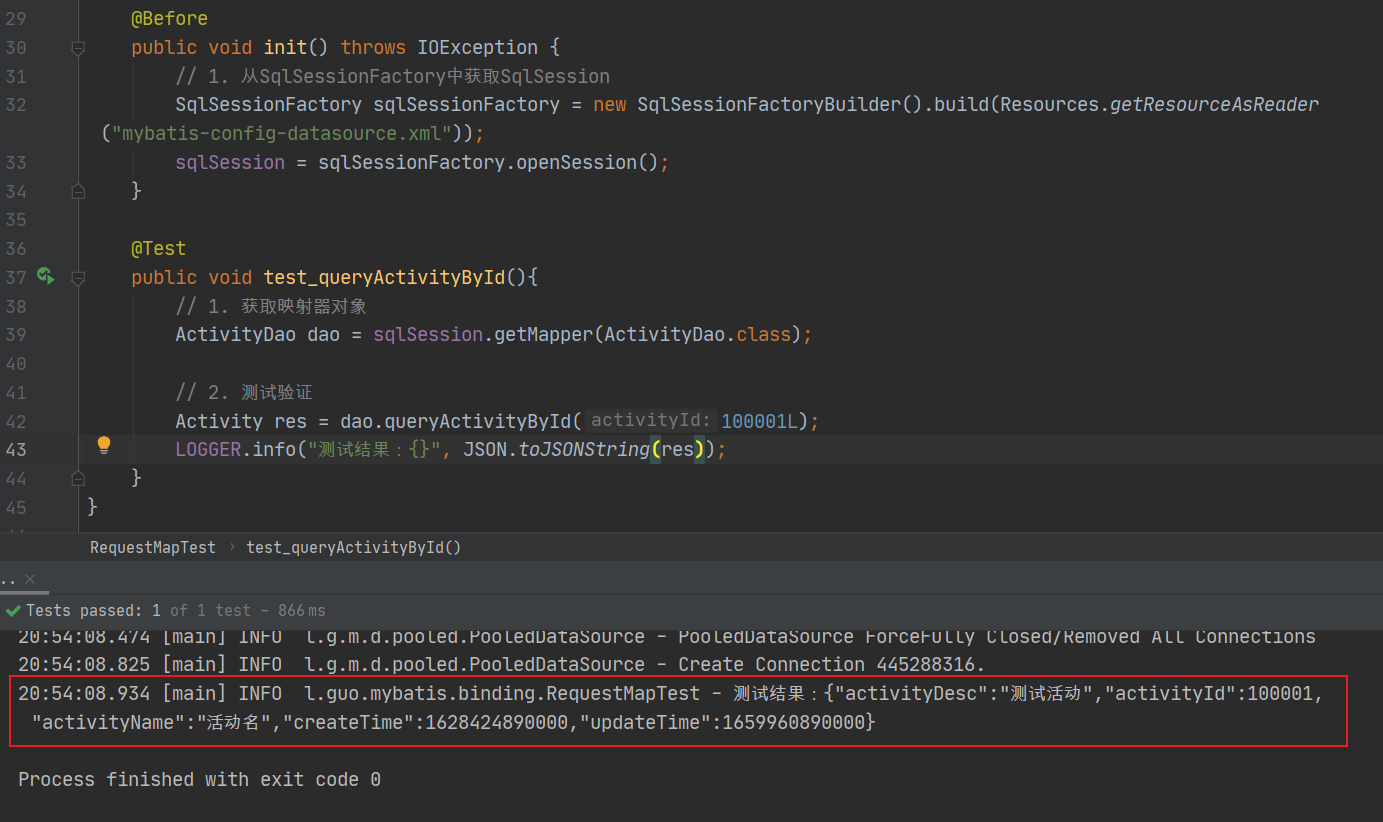 29 @Before
30 public void init() throws IOException {
31 // 1. 从SqlSessionFactory中获取SqlSession
32 SqlSessionFactory sqlSessionFactory = new SqlSessionFactoryBuilder().build(Resources.getResourceAsReader
("mybatis-config-datasource.xml"));
33 sqlSession = sqlSessionFactory.openSession();
34 }
35
36 @Test
37 public void test_queryActivityById(){
38 // 1. 获取映射器对象
39 ActivityDao dao = sqlSession.getMapper(ActivityDao.class);
40
41 // 2. 测试验证
42 Activity res = dao.queryActivityById( activityId: 100001L);
43 LOGGER.info("测试结果：{}", JSON.toJSONString(res));
44 }
45 }
RequestMapTest › test_queryActivityById()
.. ×
Tests passed: 1 of 1 test – 866 ms
20:54:08.474 [main] INFO  l.g.m.d.pooled.PooledDataSource - PooledDataSource ForceFully Closed/Removed All Connections
20:54:08.825 [main] INFO  l.g.m.d.pooled.PooledDataSource - Create Connection 445288316.
20:54:08.934 [main] INFO  l.guo.mybatis.binding.RequestMapTest - 测试结果：{"activityDesc":"测试活动","activityId":100001,
"activityName":"活动名","createTime":1628424890000,"updateTime":1659960890000}
Process finished with exit code 0